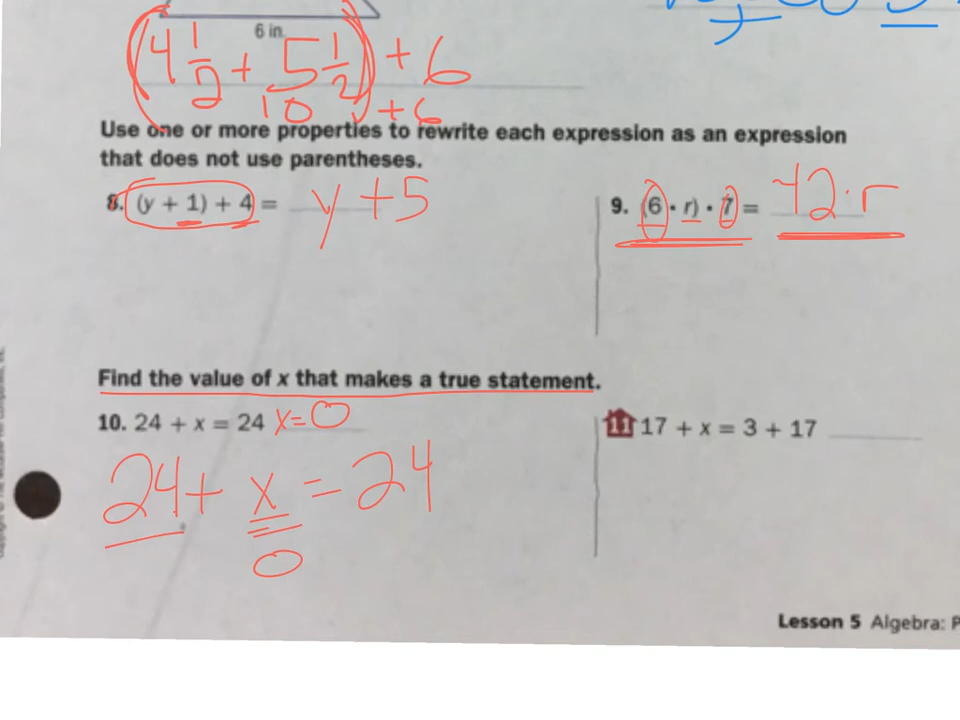 6 in.
(4 1/2 + 5 1/2) + 6
10 + 6
Use one or more properties to rewrite each expression as an expression
that does not use parentheses.
8. (y + 1) + 4 = y + 5
9. (6 · r) · 7 = 42 · r
Find the value of x that makes a true statement.
10. 24 + x = 24 x = 0
11 17 + x = 3 + 17
24 + x = 24
0
Lesson 5 Algebra: P